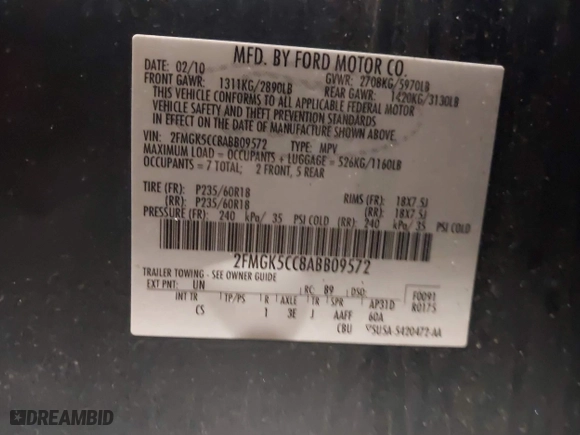 MFD. BY FORD MOTOR CO.
DATE: 02/10 GVWR: 2708KG/5970LB
FRONT GAWR: 1311KG/2890LB REAR GAWR: 1420KG/3130LB
THIS VEHICLE CONFORMS TO ALL APPLICABLE FEDERAL MOTOR
VEHICLE SAFETY AND THEFT PREVENTION STANDARDS
IN EFFECT ON THE DATE OF MANUFACTURE SHOWN ABOVE.
VIN: 2FMGK5CC8ABB09572 TYPE: MPV
MAXIMUM LOAD = OCCUPANTS + LUGGAGE = 526KG/1160LB
OCCUPANTS = 7 TOTAL; 2 FRONT, 5 REAR
TIRE (FR): P235/60R18 RIMS (FR): 18X7.5J
(RR): P235/60R18 (RR): 18X7.5J
PRESSURE (FR): 240 kPa/ 35 PSI COLD (RR): 240 kPa/ 35 PSI COLD
2FMGK5CC8ABB09572
TRAILER TOWING - SEE OWNER GUIDE
EXT PNT: UN RC: 89 DSO: F0091
INT TR TP/PS R AXLE TR SPR AP31D R0175
CS 1 3E J AAFF 60A
CBU 5USA-5420472-AA
DREAMBID